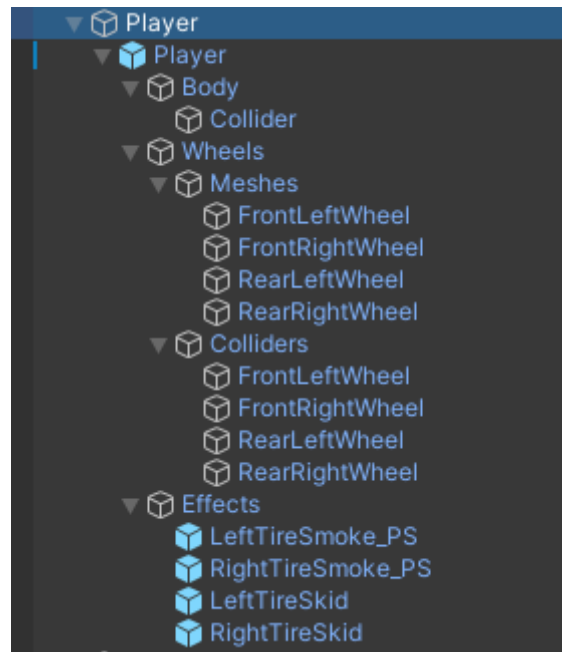 Player
Player
Body
Collider
Wheels
Meshes
FrontLeftWheel
FrontRightWheel
RearLeftWheel
RearRightWheel
Colliders
FrontLeftWheel
FrontRightWheel
RearLeftWheel
RearRightWheel
Effects
LeftTireSmoke_PS
RightTireSmoke_PS
LeftTireSkid
RightTireSkid